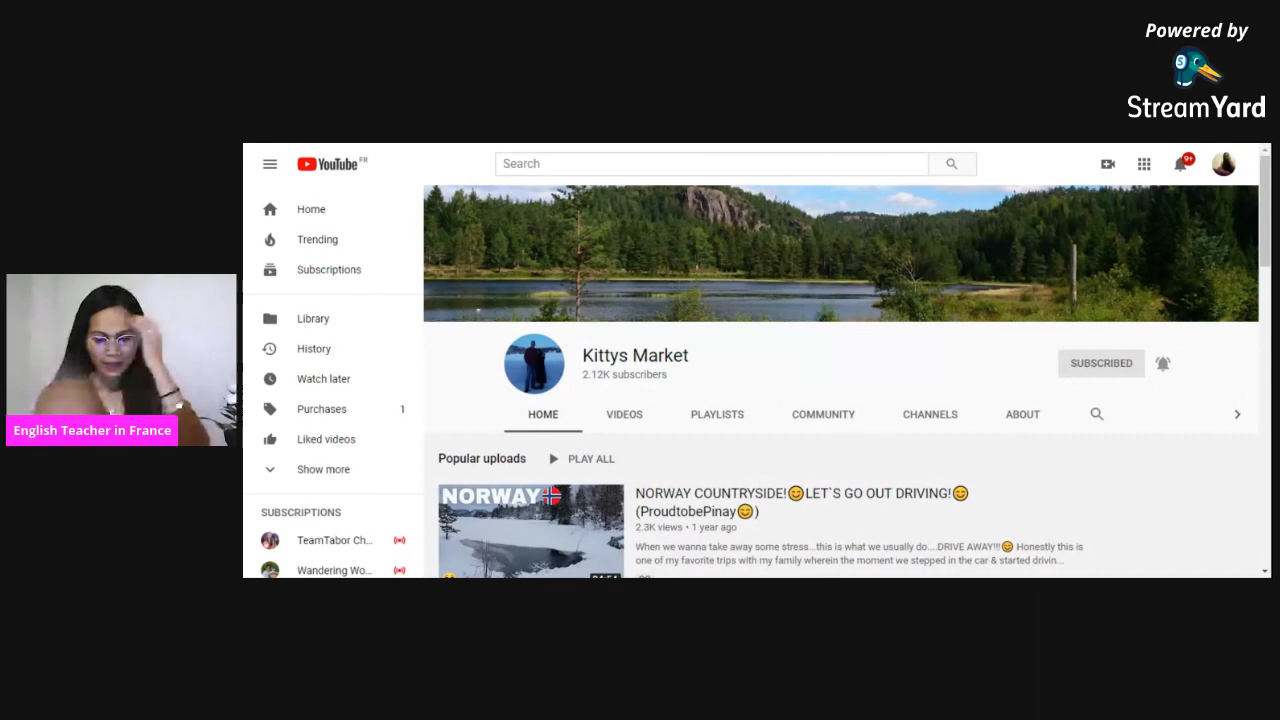 Powered by
StreamYard
YouTube FR
Search
9+
Home
Trending
Subscriptions
Library
History
Watch later
Purchases 1
Liked videos
Show more
SUBSCRIPTIONS
TeamTabor Ch...
Wandering Wo...
Kittys Market
2.12K subscribers
SUBSCRIBED
HOME VIDEOS PLAYLISTS COMMUNITY CHANNELS ABOUT
Popular uploads PLAY ALL
NORWAY
NORWAY COUNTRYSIDE!😊LET`S GO OUT DRIVING!😊
(ProudtobePinay😊)
2.3K views • 1 year ago
When we wanna take away some stress...this is what we usually do....DRIVE AWAY!!!😊 Honestly this is
one of my favorite trips with my family wherein the moment we stepped in the car & started drivin...
English Teacher in France